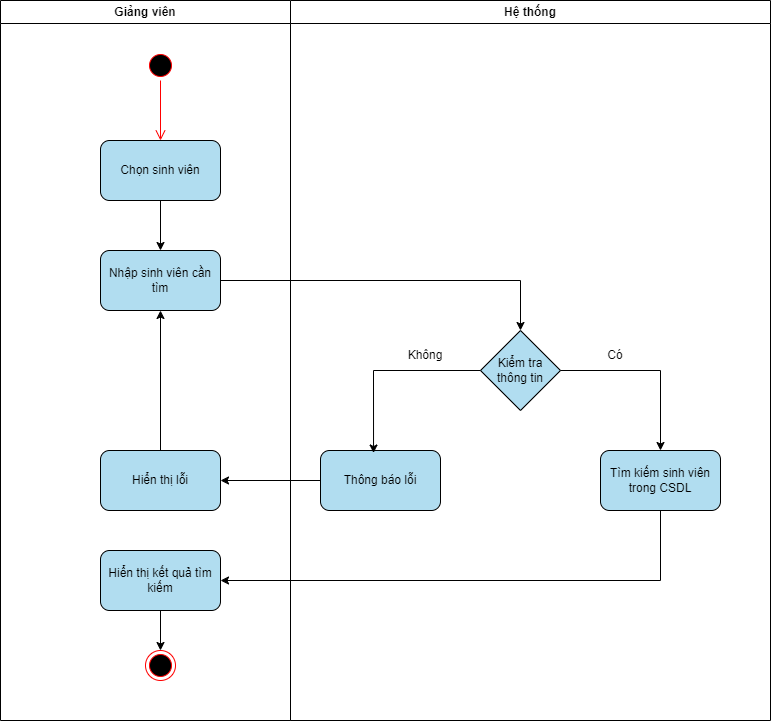 Giảng viên
Hệ thống
Chọn sinh viên
Nhập sinh viên cần
tìm
Không
Có
Kiểm tra
thông tin
Hiển thị lỗi
Thông báo lỗi
Tìm kiếm sinh viên
trong CSDL
Hiển thị kết quả tìm
kiếm